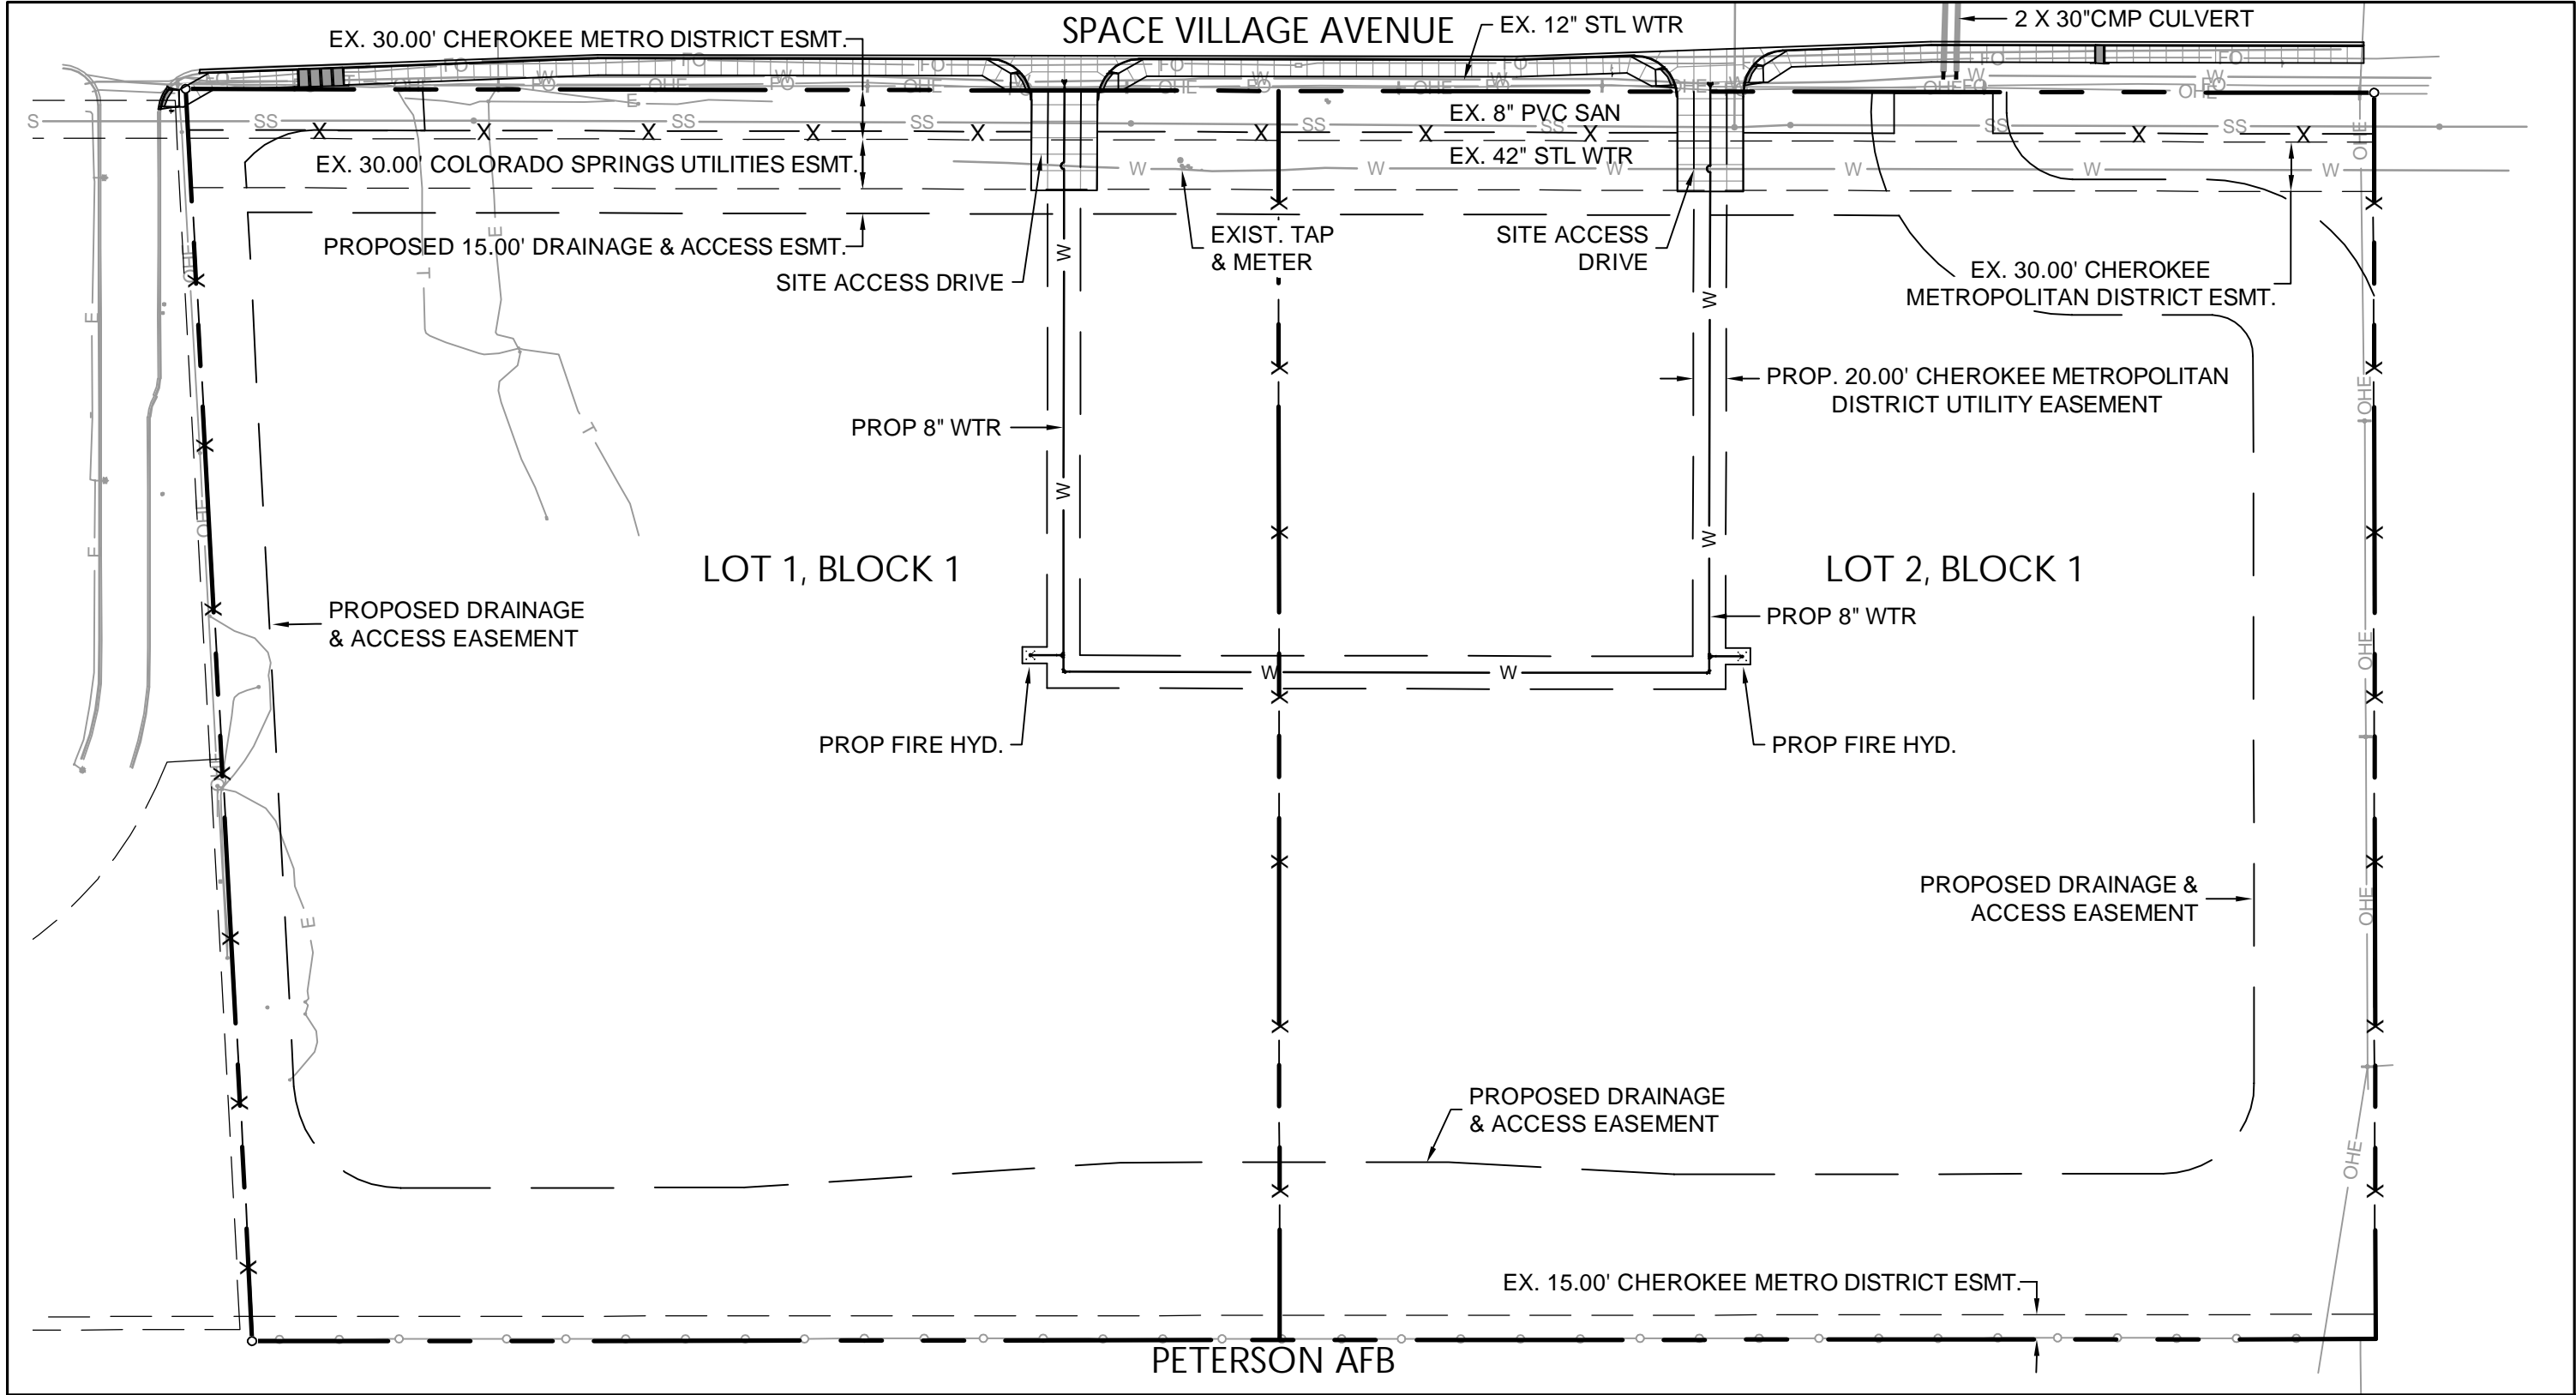 SPACE VILLAGE AVENUE
EX. 12" STL WTR
2 X 30"CMP CULVERT
EX. 30.00' CHEROKEE METRO DISTRICT ESMT.
EX. 8" PVC SAN
EX. 30.00' COLORADO SPRINGS UTILITIES ESMT.
EX. 42" STL WTR
PROPOSED 15.00' DRAINAGE & ACCESS ESMT.
SITE ACCESS DRIVE
EXIST. TAP
& METER
SITE ACCESS
DRIVE
EX. 30.00' CHEROKEE
METROPOLITAN DISTRICT ESMT.
PROP. 20.00' CHEROKEE METROPOLITAN
DISTRICT UTILITY EASEMENT
PROP 8" WTR
LOT 1, BLOCK 1
LOT 2, BLOCK 1
PROPOSED DRAINAGE
& ACCESS EASEMENT
PROP 8" WTR
PROP FIRE HYD.
PROP FIRE HYD.
PROPOSED DRAINAGE &
ACCESS EASEMENT
PROPOSED DRAINAGE
& ACCESS EASEMENT
EX. 15.00' CHEROKEE METRO DISTRICT ESMT.
PETERSON AFB